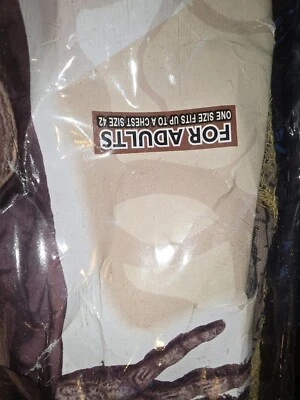 FOR ADULTS
ONE SIZE FITS UP TO A CHEST SIZE 42